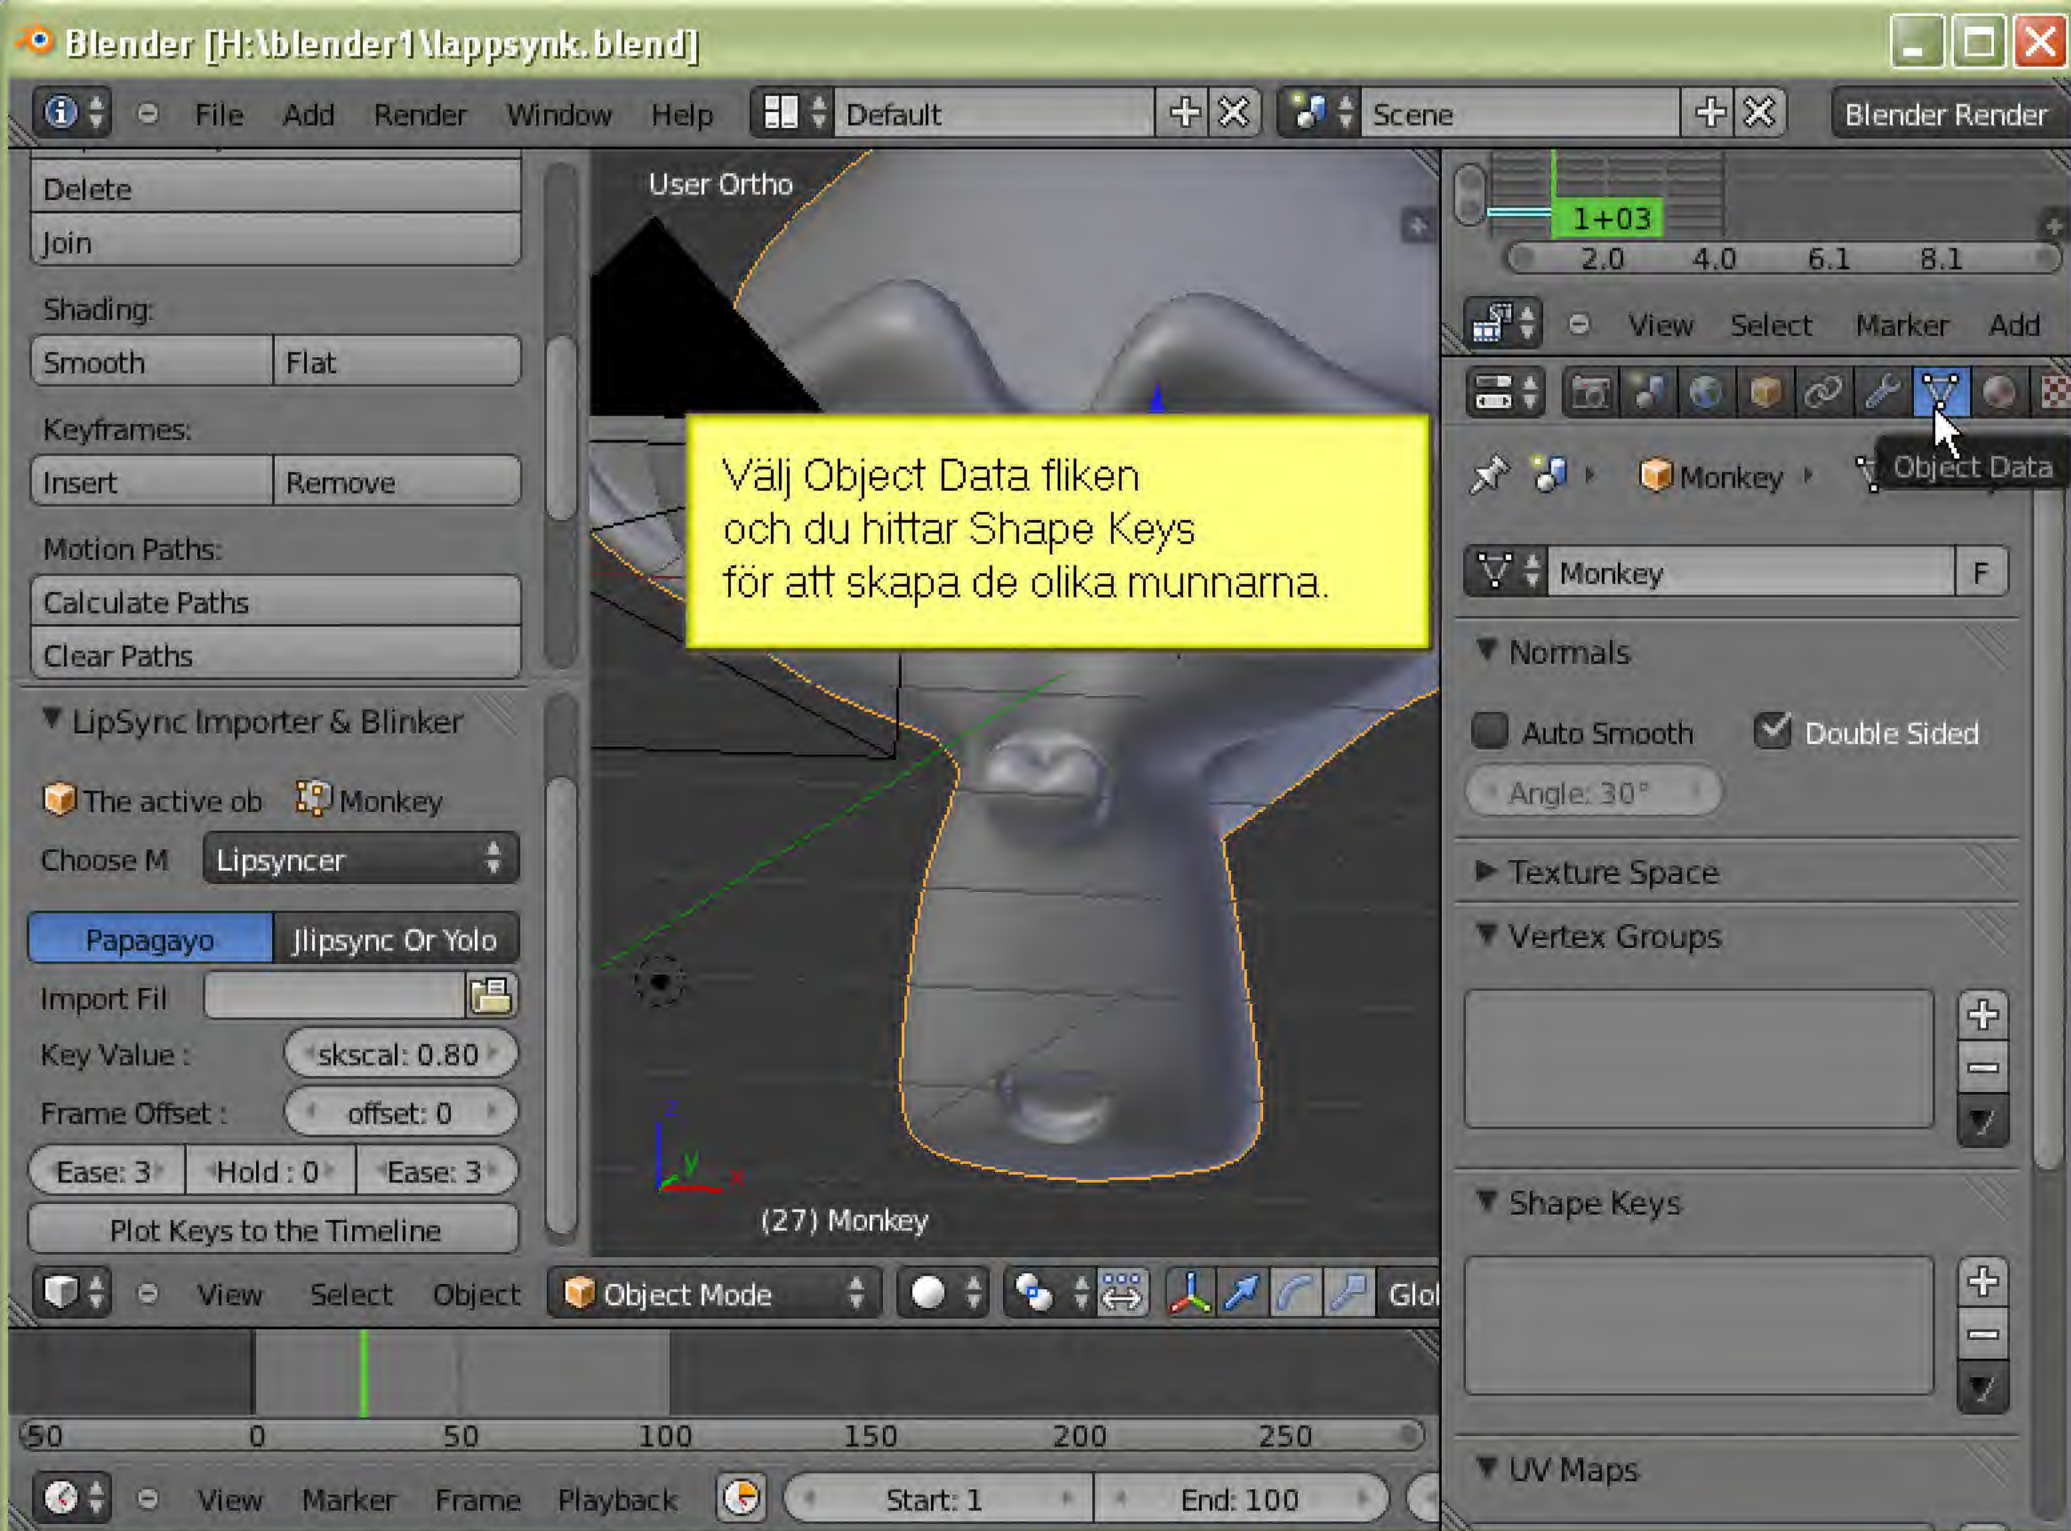 Blender [H:\blender1\lappsynk.blend]
File Add Render Window Help Default Scene Blender Render
Delete
Join
Shading:
Smooth Flat
Keyframes:
Insert Remove
Motion Paths:
Calculate Paths
Clear Paths
LipSync Importer & Blinker
The active ob Monkey
Choose M Lipsyncer
Papagayo Jlipsync Or Yolo
Import Fil
Key Value : skscal: 0.80
Frame Offset : offset: 0
Ease: 3 Hold : 0 Ease: 3
Plot Keys to the Timeline
User Ortho
Välj Object Data fliken
och du hittar Shape Keys
för att skapa de olika munnarna.
z
y
x
(27) Monkey
View Select Object Object Mode Glol
1+03
2.0 4.0 6.1 8.1
View Select Marker Add
Monkey
Object Data
Monkey F
Normals
Auto Smooth Double Sided
Angle: 30°
Texture Space
Vertex Groups
Shape Keys
UV Maps
-50 0 50 100 150 200 250
View Marker Frame Playback Start: 1 End: 100